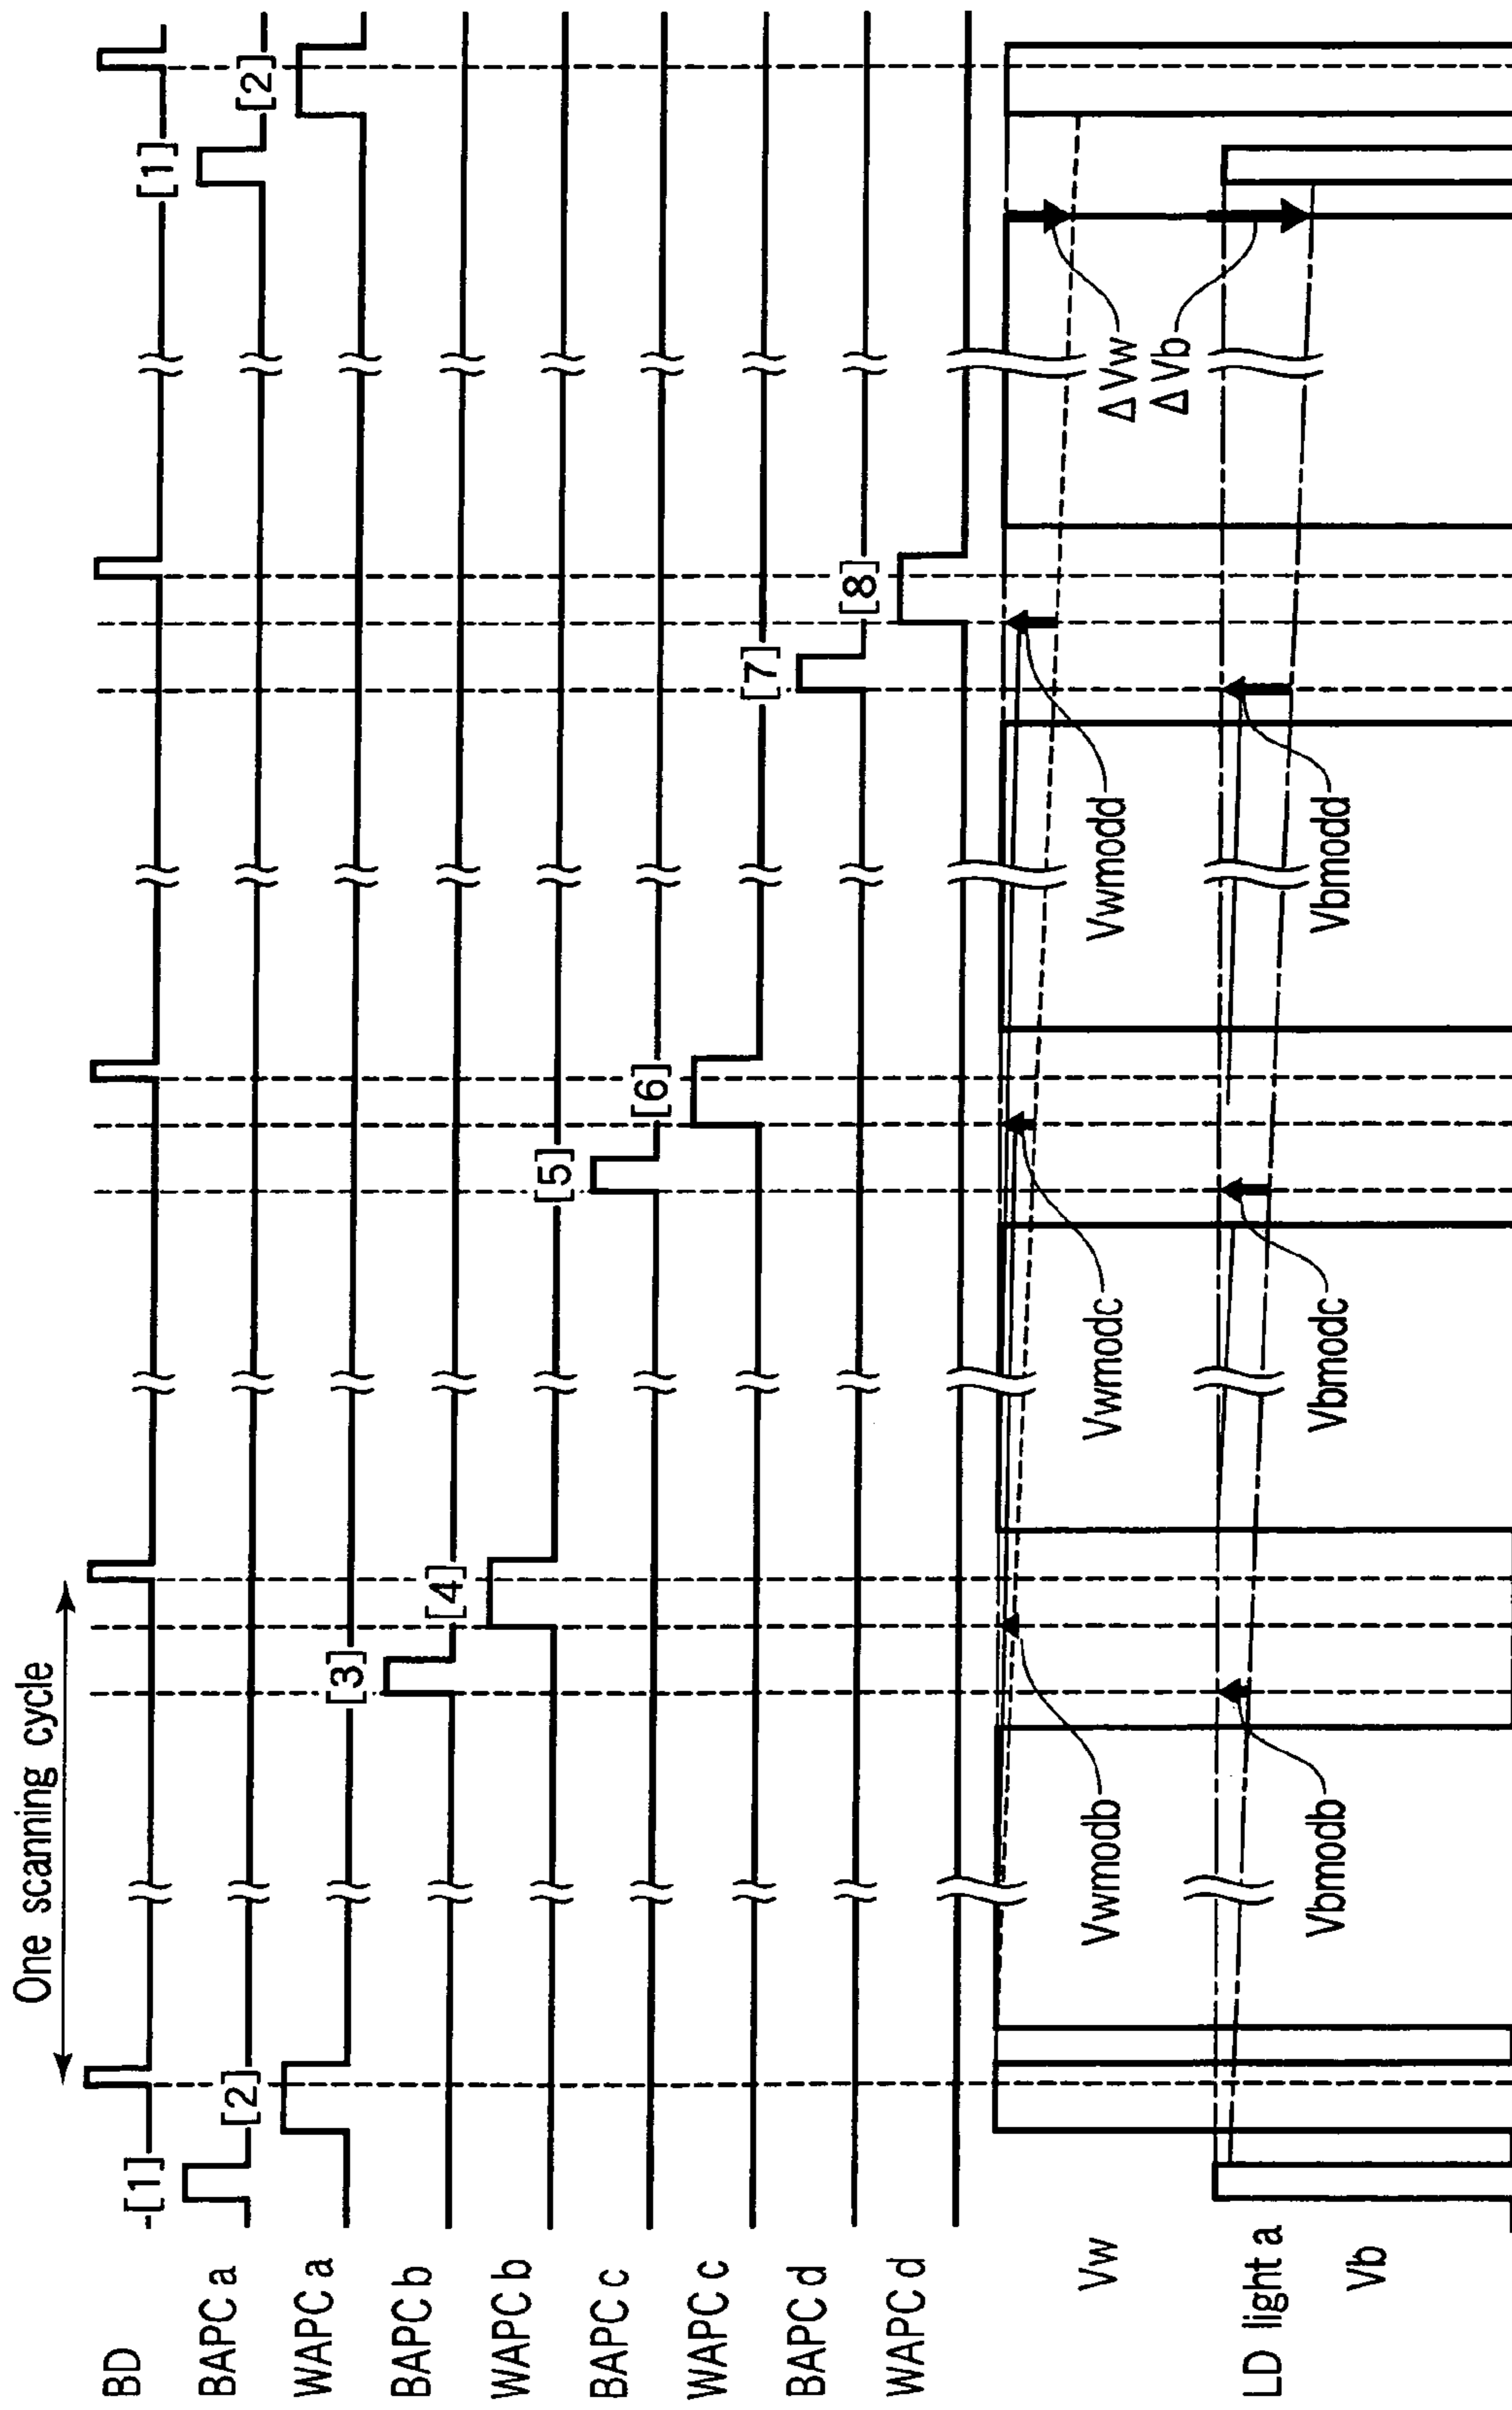 One scanning cycle
BD
-[1]
[1]
BAPC a
[2]
[2]
WAPC a
[3]
BAPC b
[4]
WAPC b
[5]
BAPC c
[6]
WAPC c
[7]
BAPC d
[8]
WAPC d
Vw
Vwmodb
Vwmodc
Vwmodd
ΔVw
ΔVb
LD light a
Vb
Vbmodb
Vbmodc
Vbmodd